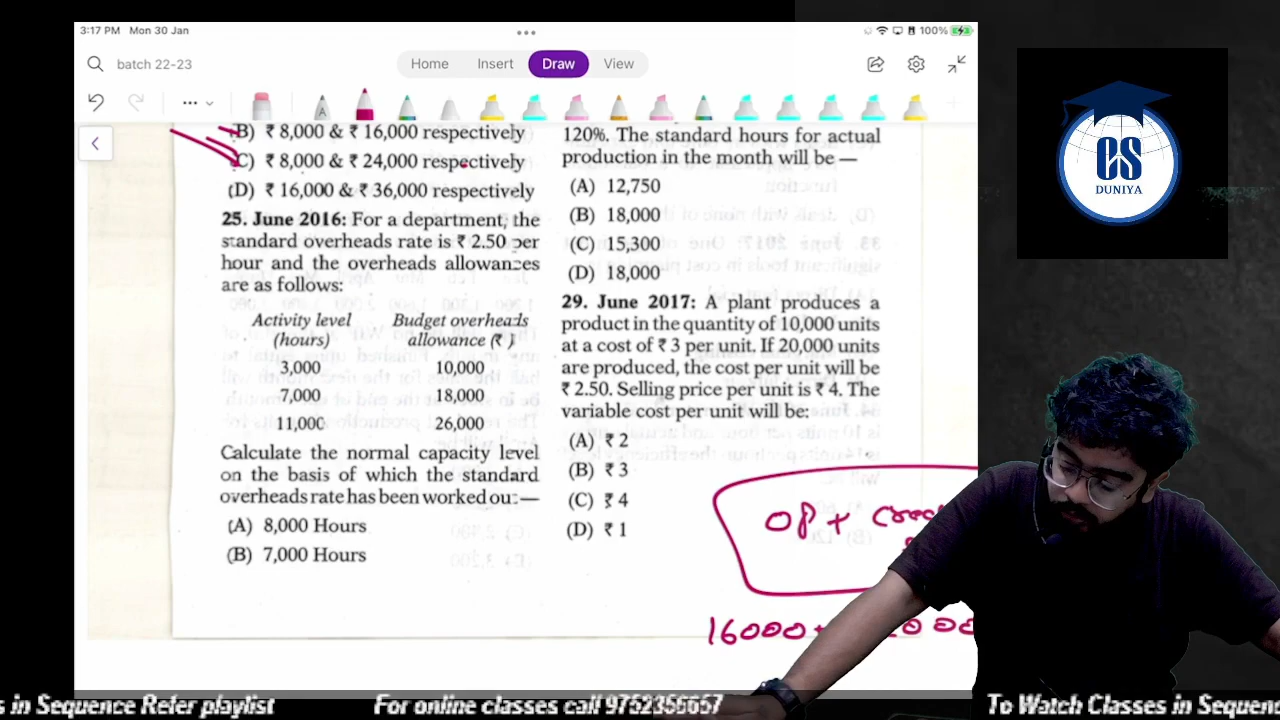 3:17 PM Mon 30 Jan
100%
batch 22-23
Home Insert Draw View
B) ₹ 8,000 & ₹ 16,000 respectively
C) ₹ 8,000 & ₹ 24,000 respectively
(D) ₹ 16,000 & ₹ 36,000 respectively
25. June 2016: For a department, the
standard overheads rate is ₹ 2.50 per
hour and the overheads allowances
are as follows:
Activity level Budget overheads
(hours) allowance (₹)
3,000 10,000
7,000 18,000
11,000 26,000
Calculate the normal capacity level
on the basis of which the standard
overheads rate has been worked out—
(A) 8,000 Hours
(B) 7,000 Hours
120%. The standard hours for actual
production in the month will be —
(A) 12,750
(B) 18,000
(C) 15,300
(D) 18,000
29. June 2017: A plant produces a
product in the quantity of 10,000 units
at a cost of ₹ 3 per unit. If 20,000 units
are produced, the cost per unit will be
₹ 2.50. Selling price per unit is ₹ 4. The
variable cost per unit will be:
(A) ₹ 2
(B) ₹ 3
(C) ₹ 4
(D) ₹ 1
OP +
16000
CS
DUNIYA
s in Sequence Refer playlist For online classes call 9752356657 To Watch Classes in Sequen